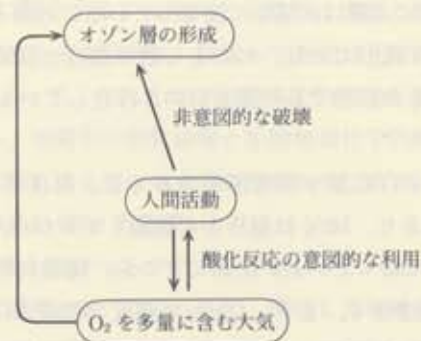 オゾン層の形成
非意図的な破壊
人間活動
酸化反応の意図的な利用
O₂を多量に含む大気